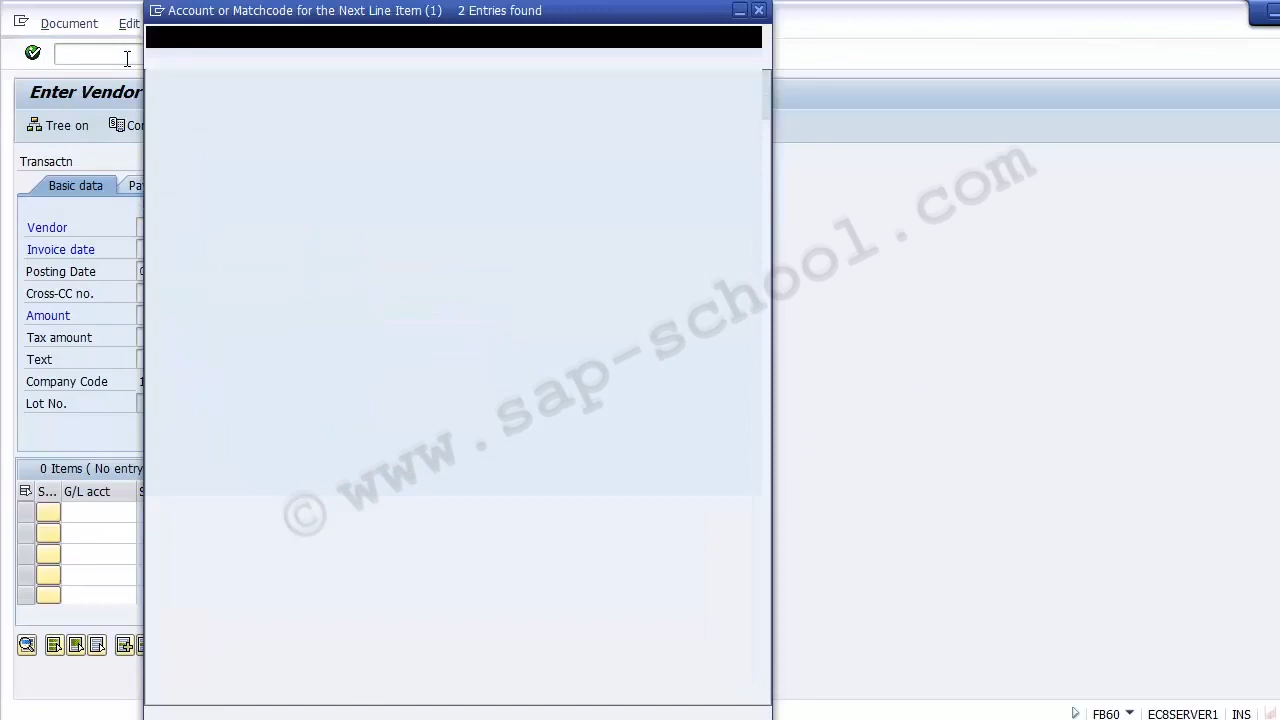 Account or Matchcode for the Next Line Item (1) 2 Entries found
Document Edit
Enter Vendor
Tree on
Transactn
Basic data
Vendor
Invoice date
Posting Date
Cross-CC no.
Amount
Tax amount
Text
Company Code
Lot No.
0 Items ( No entry
S... G/L acct
© www.sap-school.com
FB60 EC8SERVER1 INS